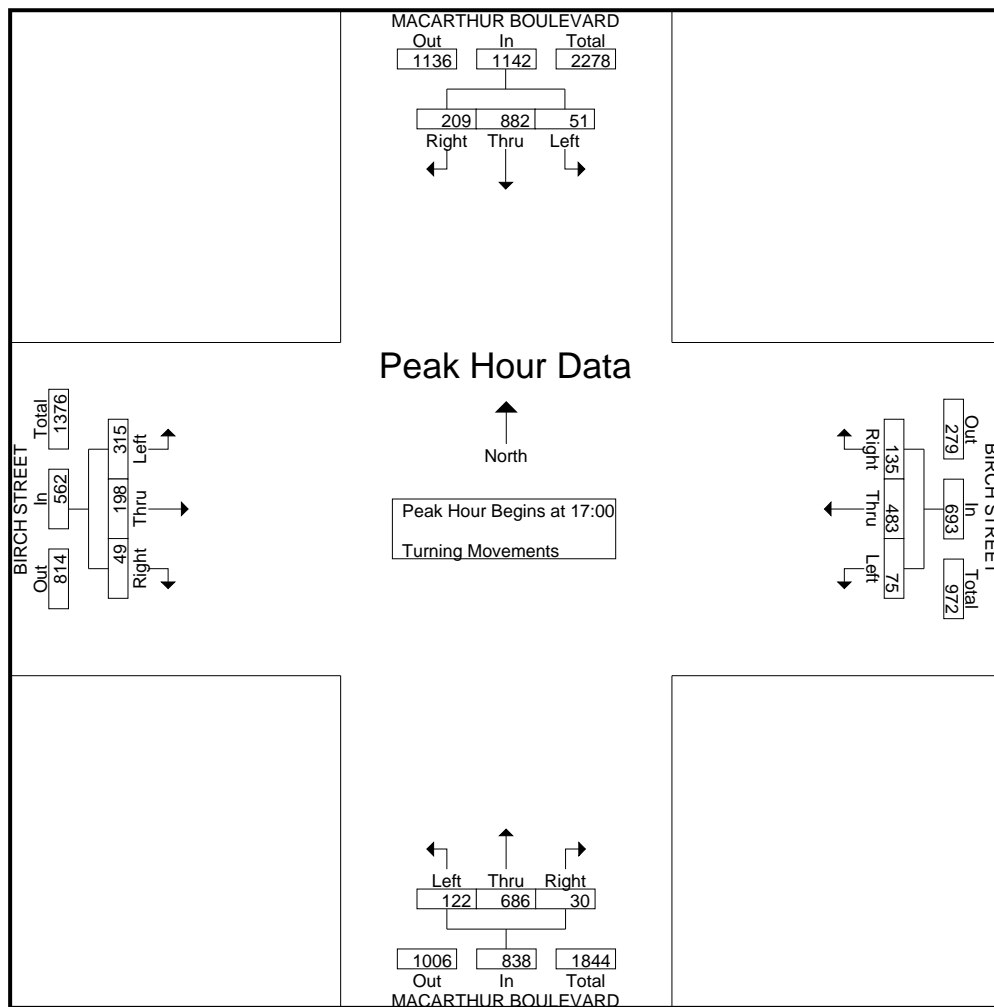 MACARTHUR BOULEVARD
Out In Total
1136 1142 2278
209 882 51
Right Thru Left
Peak Hour Data
North
Peak Hour Begins at 17:00
Turning Movements
BIRCH STREET
Out In Total
814 562 1376
Left Thru Right
315 198 49
BIRCH STREET
Out In Total
279 693 972
135 483 75
Right Thru Left
Left Thru Right
122 686 30
1006 838 1844
Out In Total
MACARTHUR BOULEVARD